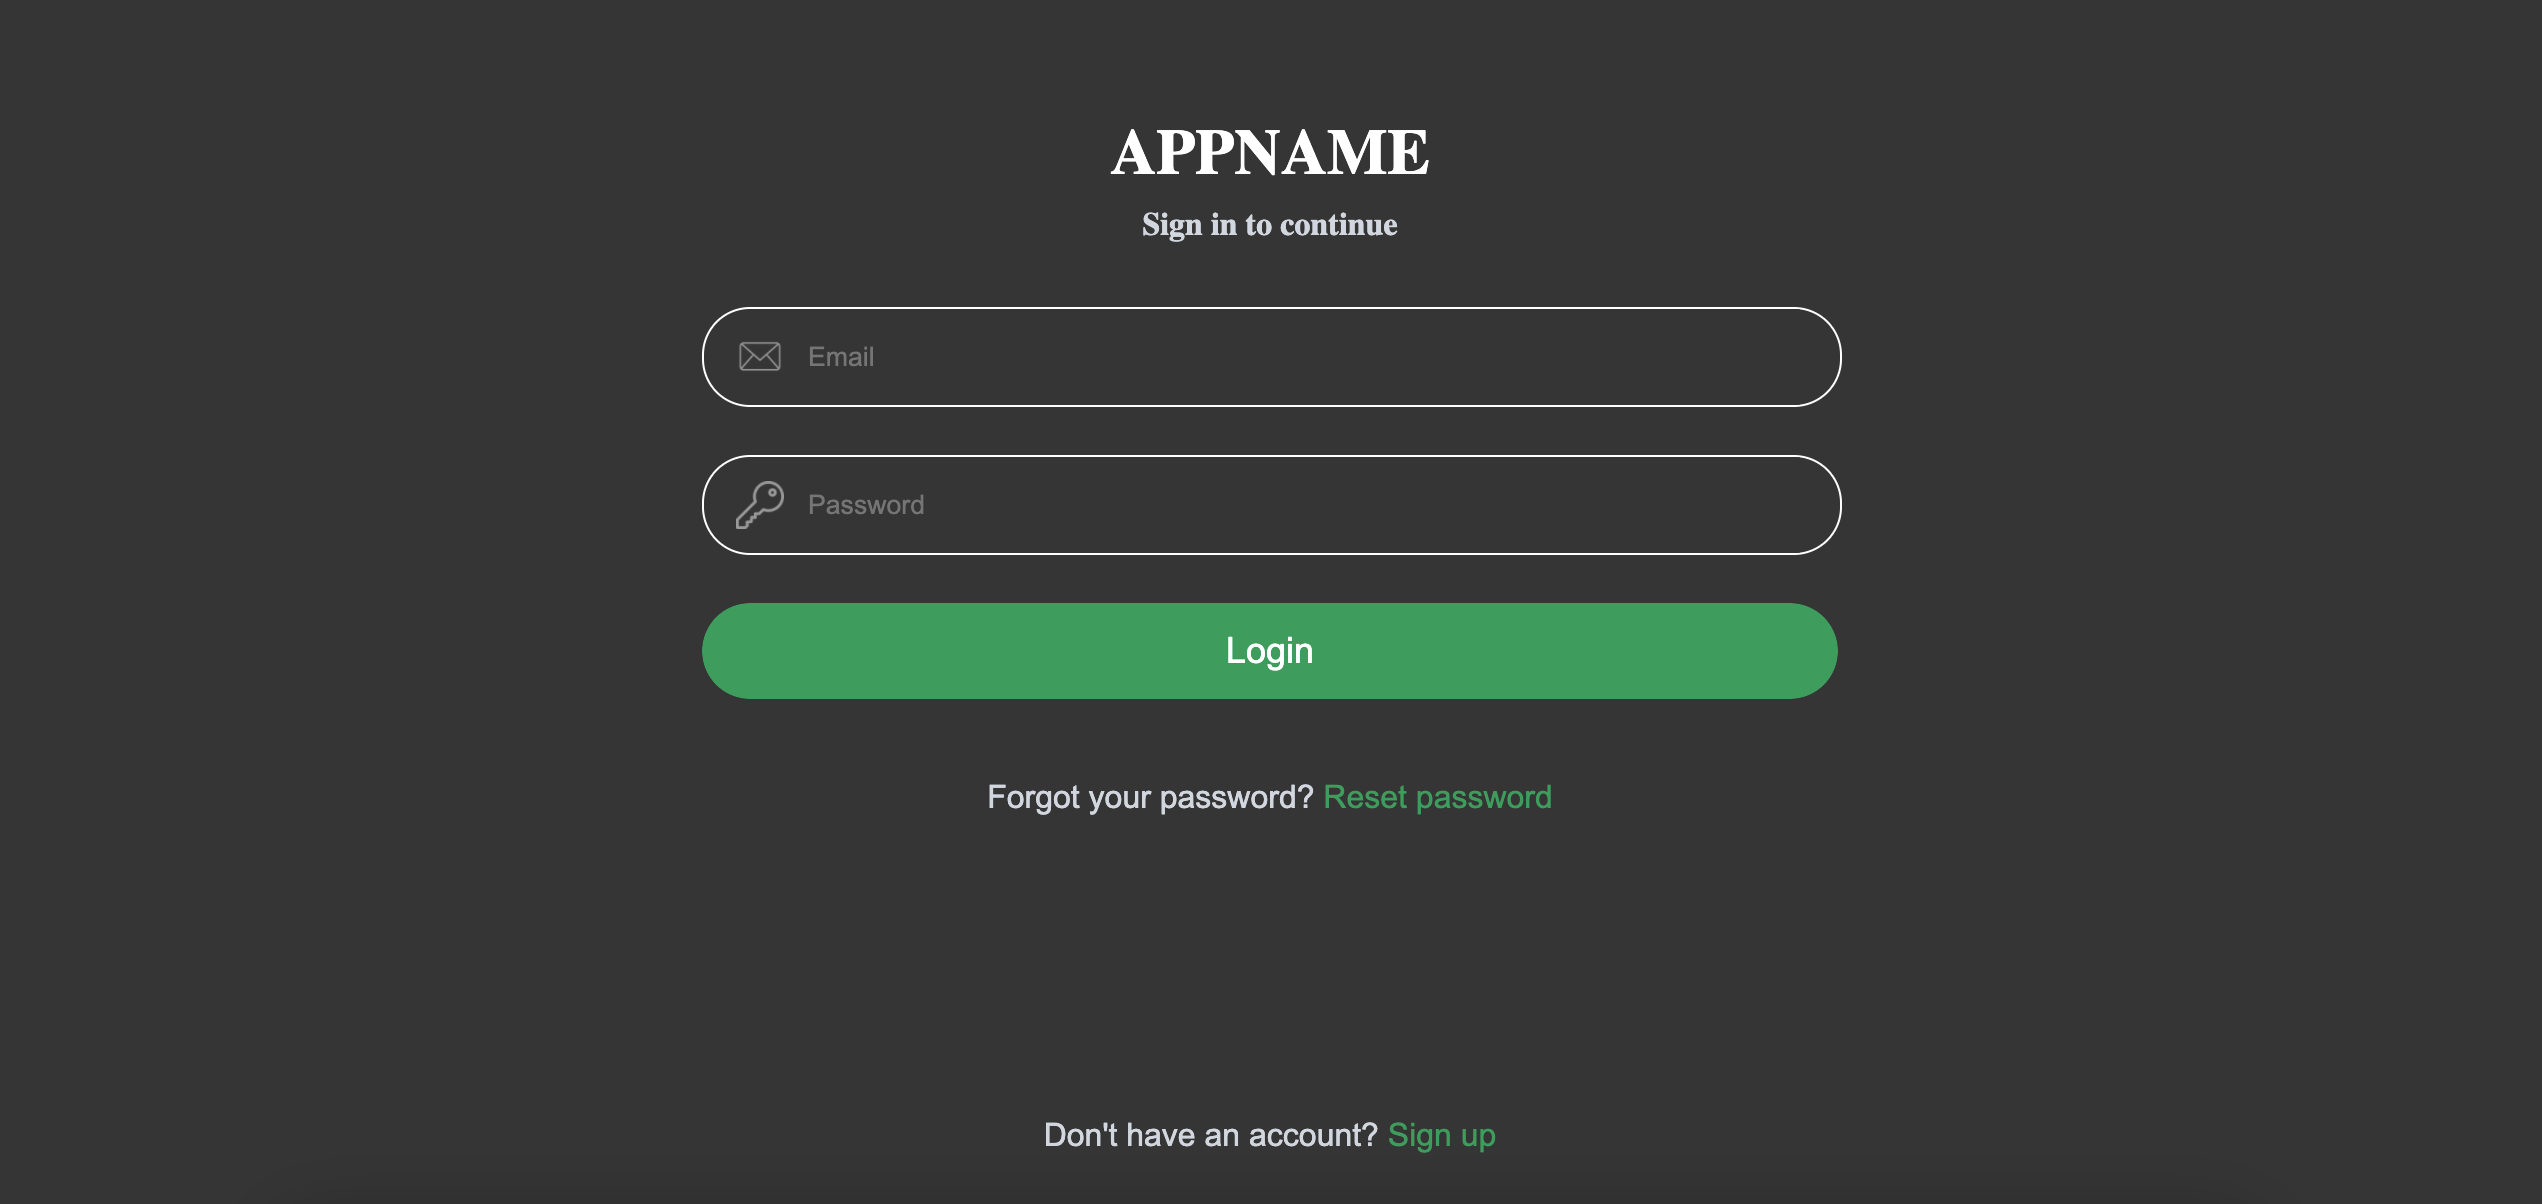 APPNAME
Sign in to continue
Email
Password
Login
Forgot your password? Reset password
Don't have an account? Sign up